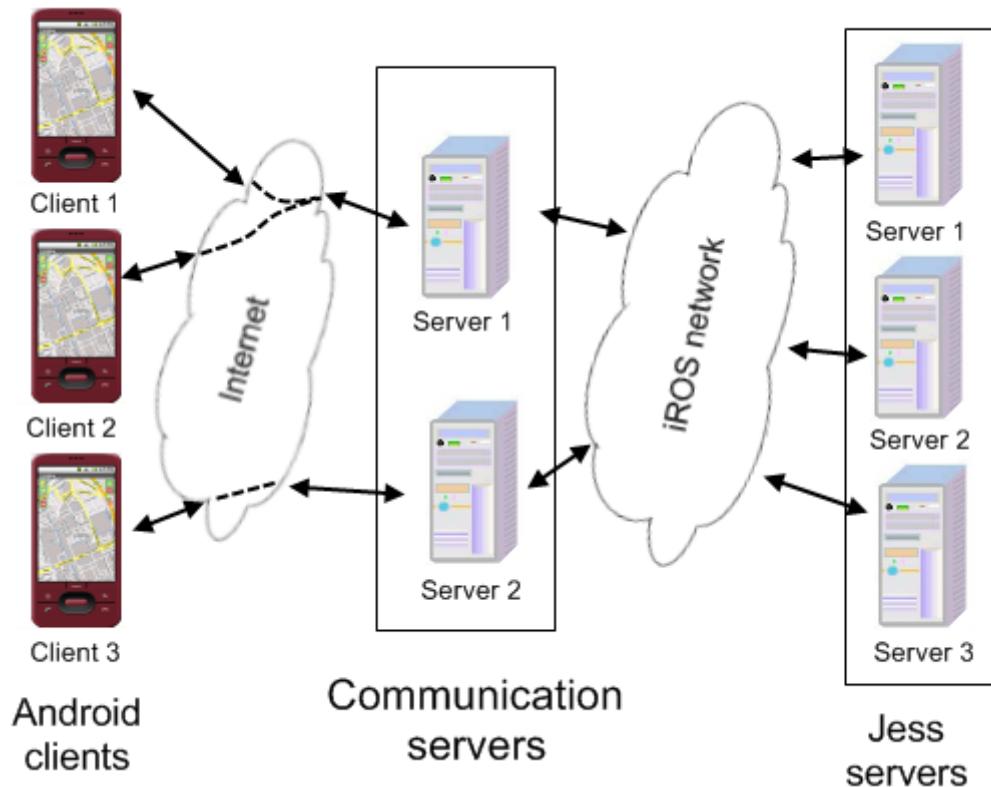 Client 1
Client 2
Client 3
Android
clients
Internet
Server 1
Server 2
Communication
servers
iROS network
Server 1
Server 2
Server 3
Jess
servers